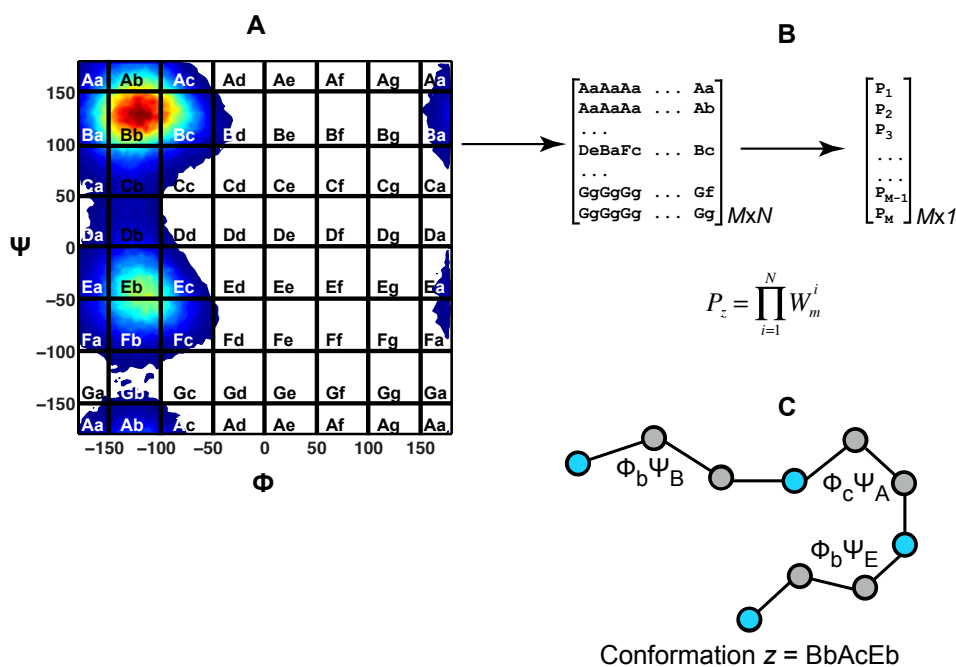 A
Aa Ab Ac Ad Ae Af Ag Aa
150
Ba Bb Bc Bd Be Bf Bg Ba
100
Ca Cb Cc Cd Ce Cf Cg Ca
50
Da Db Dd Dd De Df Dg Da
Ψ
0
Ea Eb Ec Ed Ee Ef Eg Ea
−50
Fa Fb Fc Fd Fe Ff Fg Fa
−100
Ga Gb Gc Gd Ge Gf Gg Ga
−150
Aa Ab Ac Ad Ae Af Ag Aa
−150 −100 −50 0 50 100 150
Φ
B
AaAaAa ... Aa
AaAaAa ... Ab
...
DeBaFc ... Bc
...
GgGgGg ... Gf
GgGgGg ... Gg
MxN
P1
P2
P3
...
...
PM-1
PM
Mx1
P_z = ∏_{i=1}^{N} W_m^i
C
ΦbΨB
ΦcΨA
ΦbΨE
Conformation z = BbAcEb